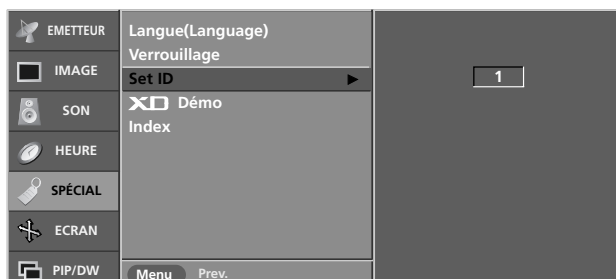 EMETTEUR
IMAGE
SON
HEURE
SPÉCIAL
ECRAN
PIP/DW
Langue(Language)
Verrouillage
Set ID ►
XD Démo
Index
Menu Prev.
1